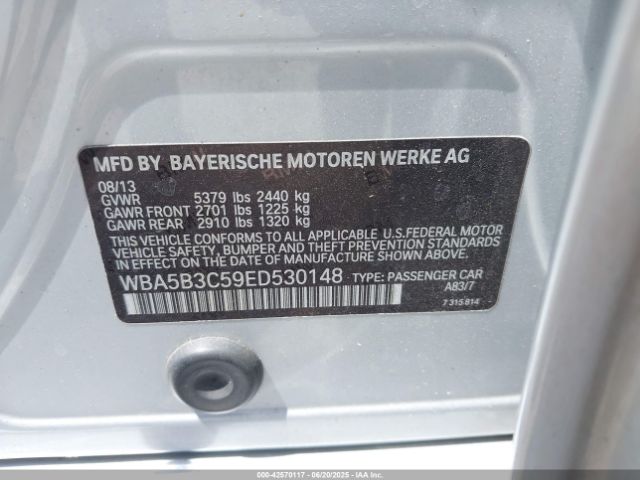 MFD BY BAYERISCHE MOTOREN WERKE AG
08/13
GVWR 5379 lbs 2440 kg
GAWR FRONT 2701 lbs 1225 kg
GAWR REAR 2910 lbs 1320 kg
THIS VEHICLE CONFORMS TO ALL APPLICABLE U.S.FEDERAL MOTOR
VEHICLE SAFETY, BUMPER AND THEFT PREVENTION STANDARDS
IN EFFECT ON THE DATE OF MANUFACTURE SHOWN ABOVE.
WBA5B3C59ED530148 TYPE: PASSENGER CAR
A83/7
7 315 814
000-42570117 - 06/20/2025 - IAAI.COM